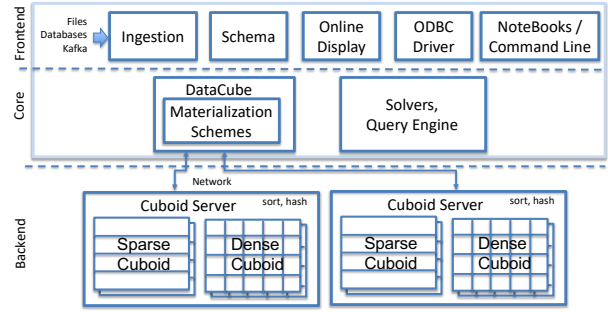 Frontend
Files
Databases
Kafka
Ingestion
Schema
Online
Display
ODBC
Driver
NoteBooks /
Command Line
Core
DataCube
Materialization
Schemes
Solvers,
Query Engine
Network
Backend
Cuboid Server
sort, hash
Sparse
Cuboid
Dense
Cuboid
Cuboid Server
sort, hash
Sparse
Cuboid
Dense
Cuboid